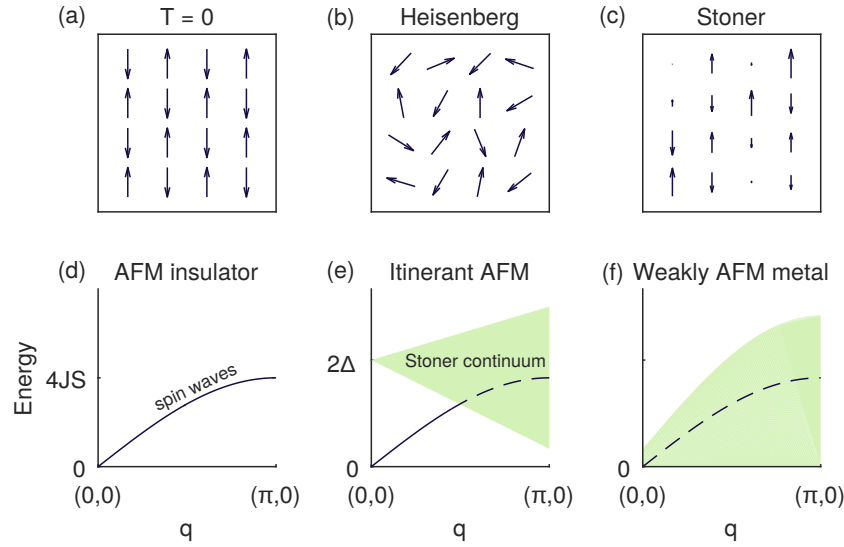 (a) T = 0
(b) Heisenberg
(c) Stoner
(d) AFM insulator
(e) Itinerant AFM
(f) Weakly AFM metal
Energy
4JS
0
spin waves
(0,0)
(π,0)
q
2Δ
0
Stoner continuum
(0,0)
(π,0)
q
0
(0,0)
(π,0)
q